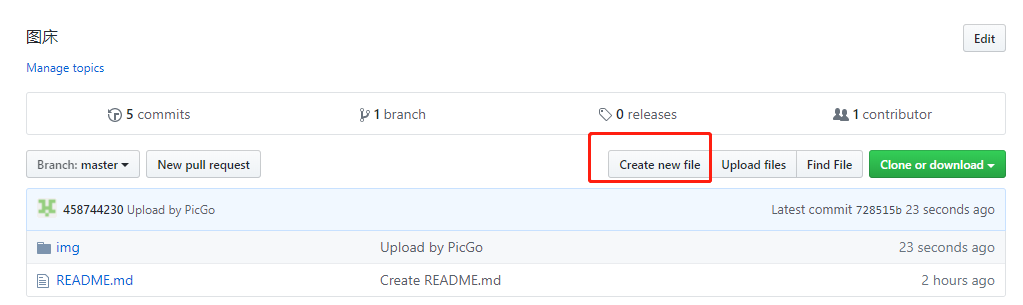 图床
Edit
Manage topics
5 commits
1 branch
0 releases
1 contributor
Branch: master
New pull request
Create new file
Upload files
Find File
Clone or download
458744230 Upload by PicGo
Latest commit 728515b 23 seconds ago
img
Upload by PicGo
23 seconds ago
README.md
Create README.md
2 hours ago